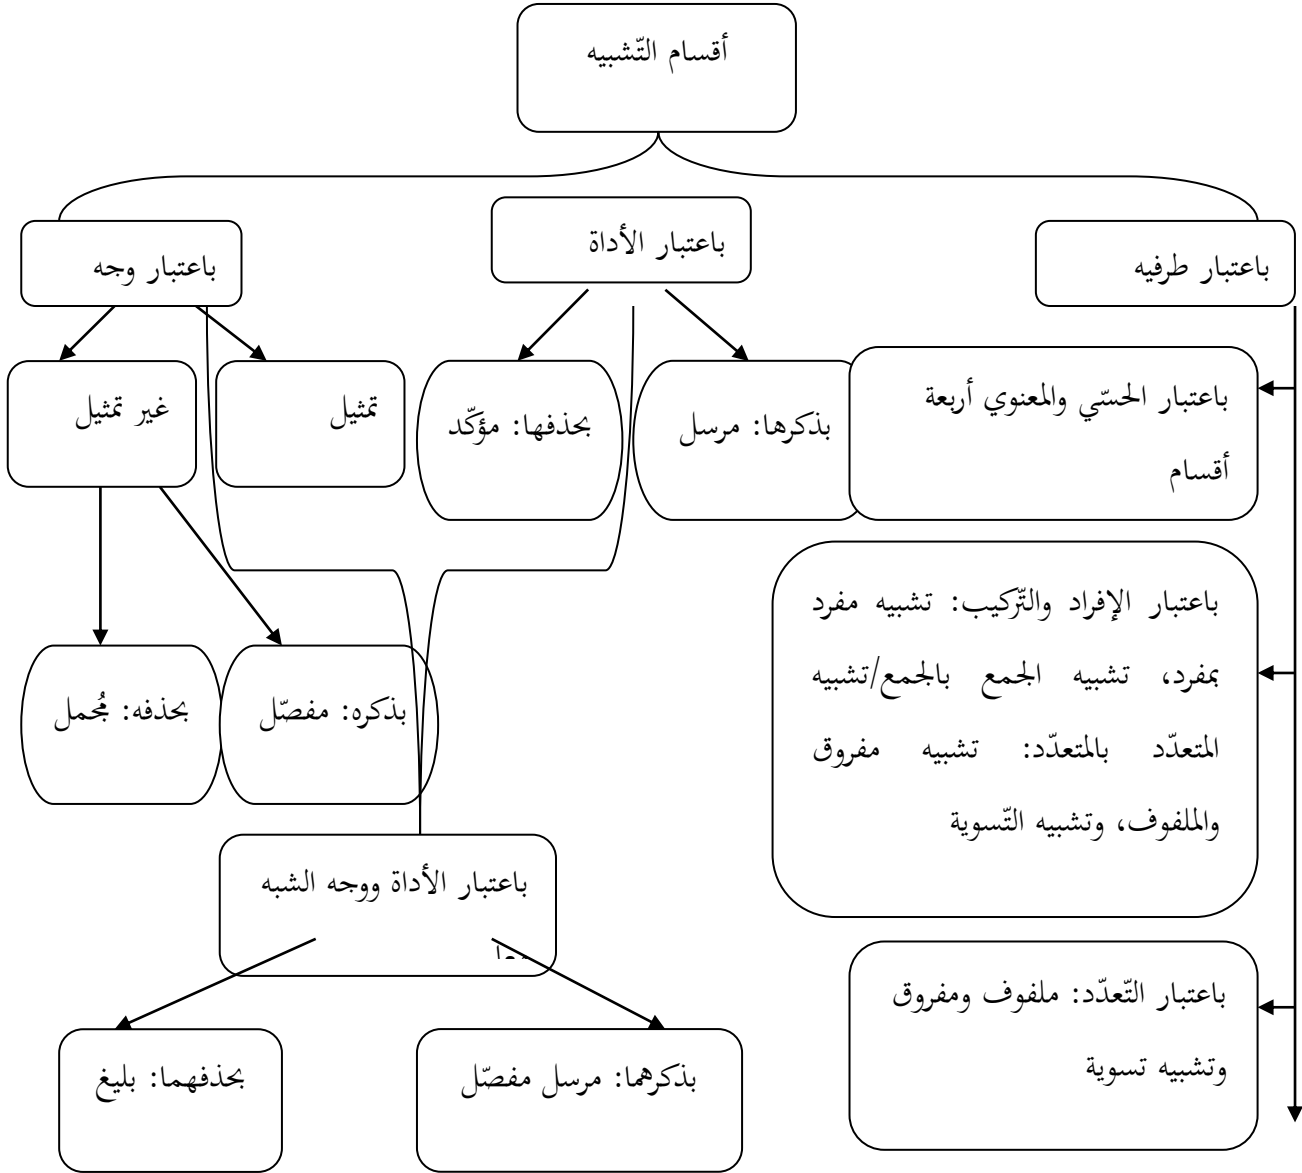 أقسام التّشبيه
باعتبار طرفيه
باعتبار الأداة
باعتبار وجه
باعتبار الحسّي والمعنوي أربعة
أقسام
بذكرها: مرسل
بحذفها: مؤكّد
تمثيل
غير تمثيل
باعتبار الإفراد والتّركيب: تشبيه مفرد
بمفرد، تشبيه الجمع بالجمع/تشبيه
المتعدّد بالمتعدّد: تشبيه مفروق
والملفوف، وتشبيه التّسوية
بذكره: مفصّل
بحذفه: مُجمل
باعتبار الأداة ووجه الشبه
باعتبار التّعدّد: ملفوف ومفروق
وتشبيه تسوية
بذكرهما: مرسل مفصّل
بحذفهما: بليغ